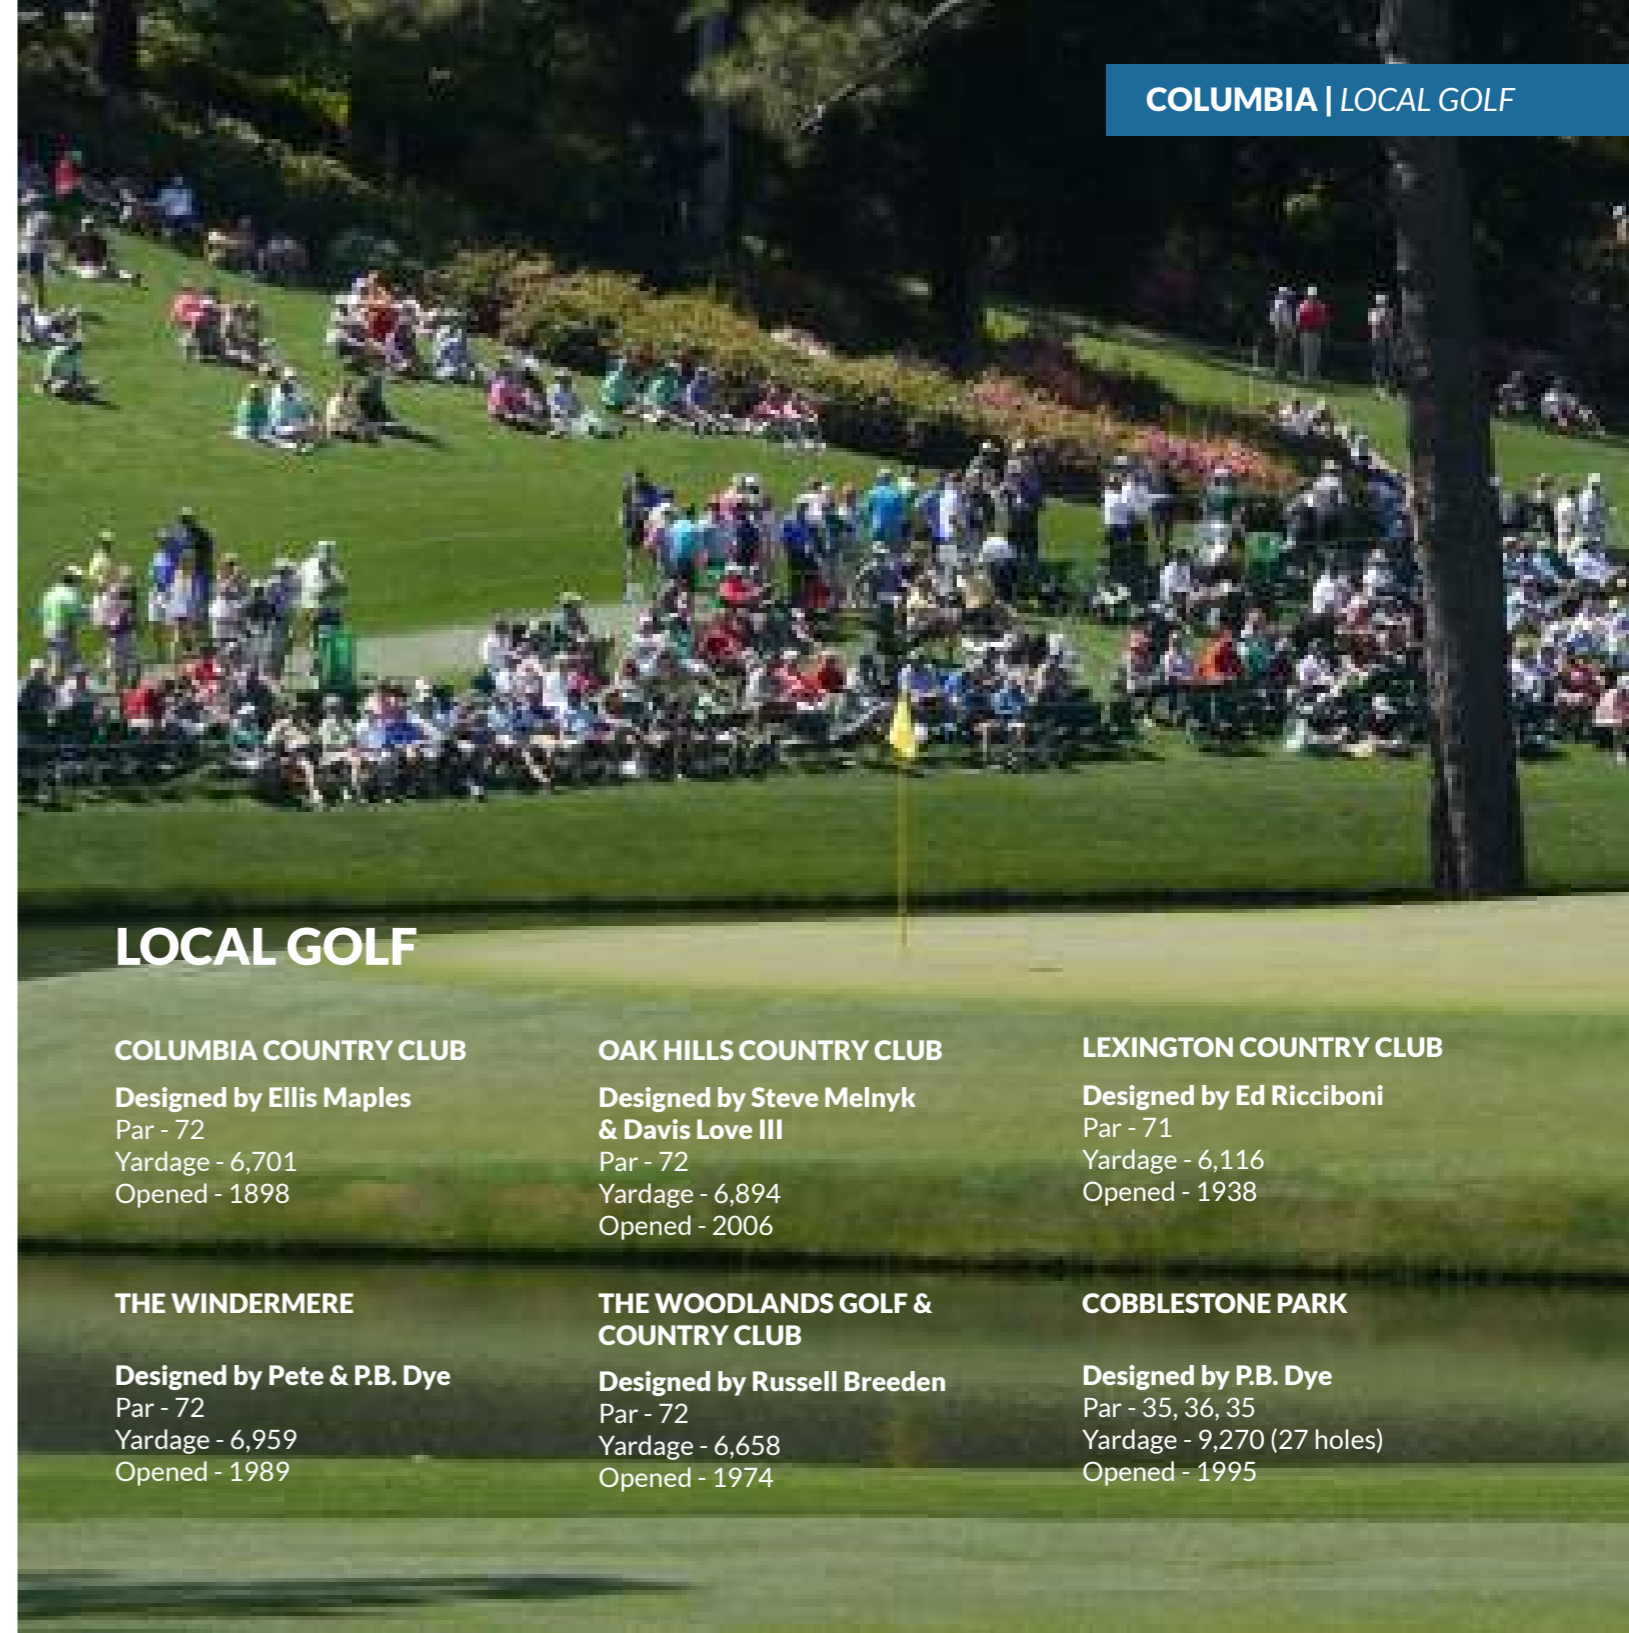 COLUMBIA | LOCAL GOLF
LOCAL GOLF
COLUMBIA COUNTRY CLUB
Designed by Ellis Maples
Par - 72
Yardage - 6,701
Opened - 1898
OAK HILLS COUNTRY CLUB
Designed by Steve Melnyk
& Davis Love III
Par - 72
Yardage - 6,894
Opened - 2006
LEXINGTON COUNTRY CLUB
Designed by Ed Ricciboni
Par - 71
Yardage - 6,116
Opened - 1938
THE WINDERMERE
Designed by Pete & P.B. Dye
Par - 72
Yardage - 6,959
Opened - 1989
THE WOODLANDS GOLF &
COUNTRY CLUB
Designed by Russell Breeden
Par - 72
Yardage - 6,658
Opened - 1974
COBBLESTONE PARK
Designed by P.B. Dye
Par - 35, 36, 35
Yardage - 9,270 (27 holes)
Opened - 1995